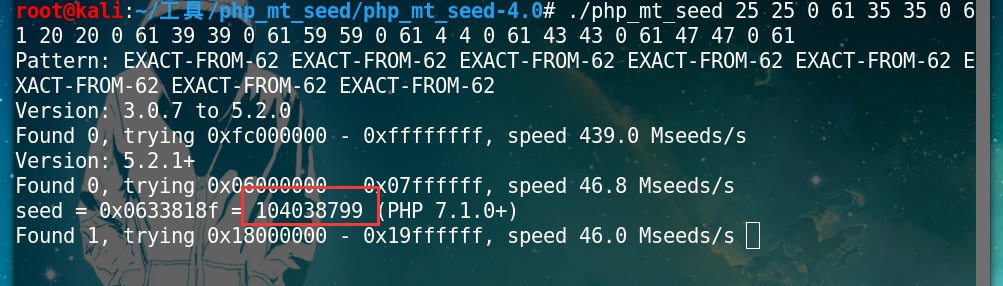 root@kali:~/工具/php_mt_seed/php_mt_seed-4.0# ./php_mt_seed 25 25 0 61 35 35 0 6
1 20 20 0 61 39 39 0 61 59 59 0 61 4 4 0 61 43 43 0 61 47 47 0 61
Pattern: EXACT-FROM-62 EXACT-FROM-62 EXACT-FROM-62 EXACT-FROM-62 EXACT-FROM-62 E
XACT-FROM-62 EXACT-FROM-62 EXACT-FROM-62
Version: 3.0.7 to 5.2.0
Found 0, trying 0xfc000000 - 0xffffffff, speed 439.0 Mseeds/s
Version: 5.2.1+
Found 0, trying 0x06000000 - 0x07ffffff, speed 46.8 Mseeds/s
seed = 0x0633818f = 104038799 (PHP 7.1.0+)
Found 1, trying 0x18000000 - 0x19ffffff, speed 46.0 Mseeds/s